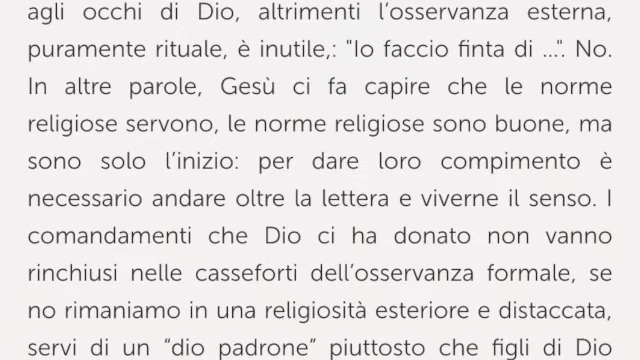 agli occhi di Dio, altrimenti l’osservanza esterna,
puramente rituale, è inutile,: "Io faccio finta di ...". No.
In altre parole, Gesù ci fa capire che le norme
religiose servono, le norme religiose sono buone, ma
sono solo l’inizio: per dare loro compimento è
necessario andare oltre la lettera e viverne il senso. I
comandamenti che Dio ci ha donato non vanno
rinchiusi nelle casseforti dell’osservanza formale, se
no rimaniamo in una religiosità esteriore e distaccata,
servi di un “dio padrone” piuttosto che figli di Dio